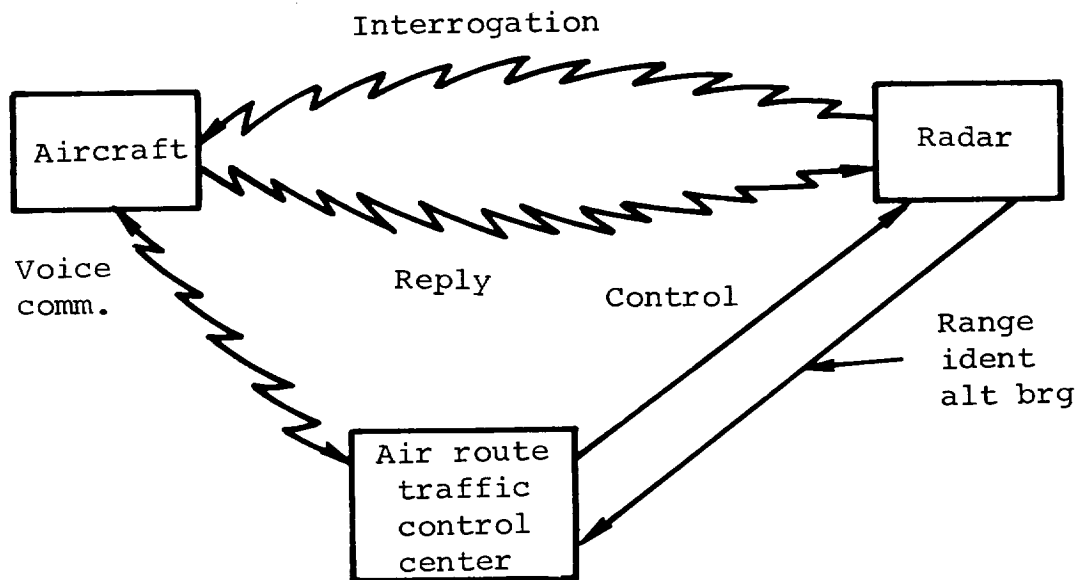 Interrogation
Aircraft
Radar
Voice
comm.
Reply
Control
Range
ident
alt brg
Air route
traffic
control
center